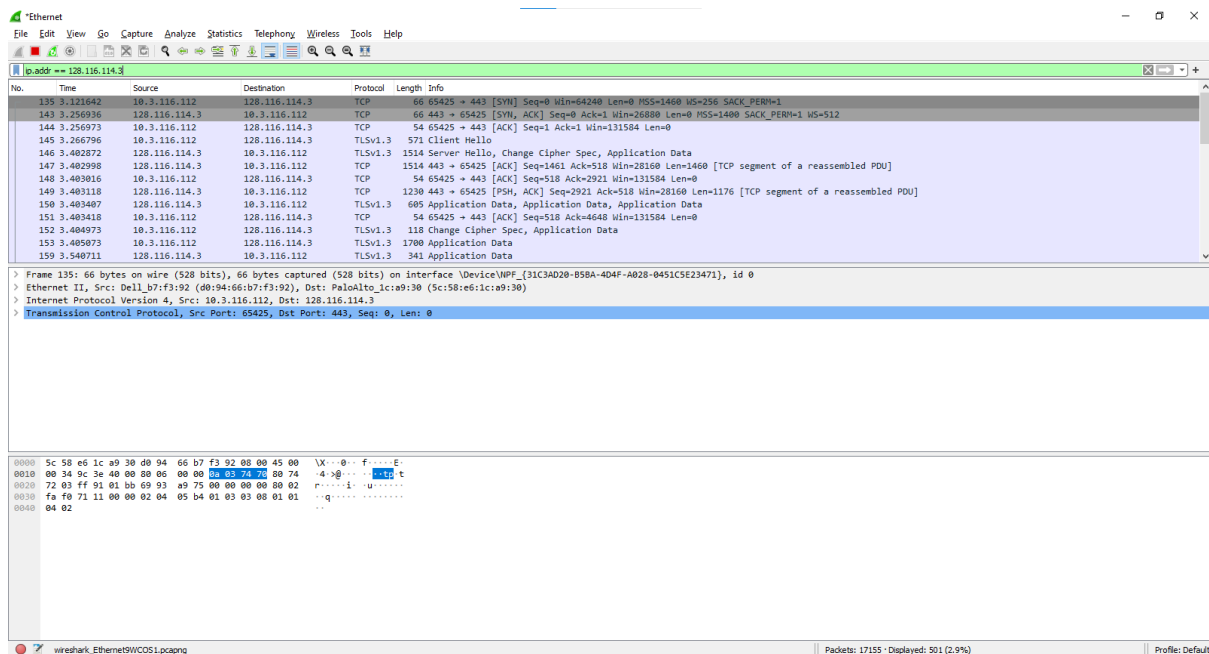 *Ethernet
File Edit View Go Capture Analyze Statistics Telephony Wireless Tools Help
ip.addr == 128.116.114.3
No. Time Source Destination Protocol Length Info
135 3.121642 10.3.116.112 128.116.114.3 TCP 66 65425 → 443 [SYN] Seq=0 Win=64240 Len=0 MSS=1460 WS=256 SACK_PERM=1
143 3.256936 128.116.114.3 10.3.116.112 TCP 66 443 → 65425 [SYN, ACK] Seq=0 Ack=1 Win=26880 Len=0 MSS=1400 SACK_PERM=1 WS=512
144 3.256973 10.3.116.112 128.116.114.3 TCP 54 65425 → 443 [ACK] Seq=1 Ack=1 Win=131584 Len=0
145 3.266796 10.3.116.112 128.116.114.3 TLSv1.3 571 Client Hello
146 3.402872 128.116.114.3 10.3.116.112 TLSv1.3 1514 Server Hello, Change Cipher Spec, Application Data
147 3.402998 128.116.114.3 10.3.116.112 TCP 1514 443 → 65425 [ACK] Seq=1461 Ack=518 Win=28160 Len=1460 [TCP segment of a reassembled PDU]
148 3.403016 10.3.116.112 128.116.114.3 TCP 54 65425 → 443 [ACK] Seq=518 Ack=2921 Win=131584 Len=0
149 3.403118 128.116.114.3 10.3.116.112 TCP 1230 443 → 65425 [PSH, ACK] Seq=2921 Ack=518 Win=28160 Len=1176 [TCP segment of a reassembled PDU]
150 3.403407 128.116.114.3 10.3.116.112 TLSv1.3 605 Application Data, Application Data, Application Data
151 3.403418 10.3.116.112 128.116.114.3 TCP 54 65425 → 443 [ACK] Seq=518 Ack=4648 Win=131584 Len=0
152 3.404973 10.3.116.112 128.116.114.3 TLSv1.3 118 Change Cipher Spec, Application Data
153 3.405073 10.3.116.112 128.116.114.3 TLSv1.3 1700 Application Data
159 3.540711 128.116.114.3 10.3.116.112 TLSv1.3 341 Application Data
> Frame 135: 66 bytes on wire (528 bits), 66 bytes captured (528 bits) on interface \Device\NPF_{31C3AD20-B5BA-4D4F-A028-0451C5E23471}, id 0
> Ethernet II, Src: Dell_b7:f3:92 (d0:94:66:b7:f3:92), Dst: PaloAlto_1c:a9:30 (5c:58:e6:1c:a9:30)
> Internet Protocol Version 4, Src: 10.3.116.112, Dst: 128.116.114.3
> Transmission Control Protocol, Src Port: 65425, Dst Port: 443, Seq: 0, Len: 0
0000 5c 58 e6 1c a9 30 d0 94 66 b7 f3 92 08 00 45 00 \X···0·· f·····E·
0010 00 34 9c 3e 40 00 80 06 00 00 0a 03 74 70 80 74 ·4·>@··· ····tp·t
0020 72 03 ff 91 01 bb 69 93 a9 75 00 00 00 00 80 02 r·····i· ·u······
0030 fa f0 71 11 00 00 02 04 05 b4 01 03 03 08 01 01 ··q····· ········
0040 04 02 ··
wireshark_Ethernet9WCOS1.pcapng Packets: 17155 · Displayed: 501 (2.9%) Profile: Default